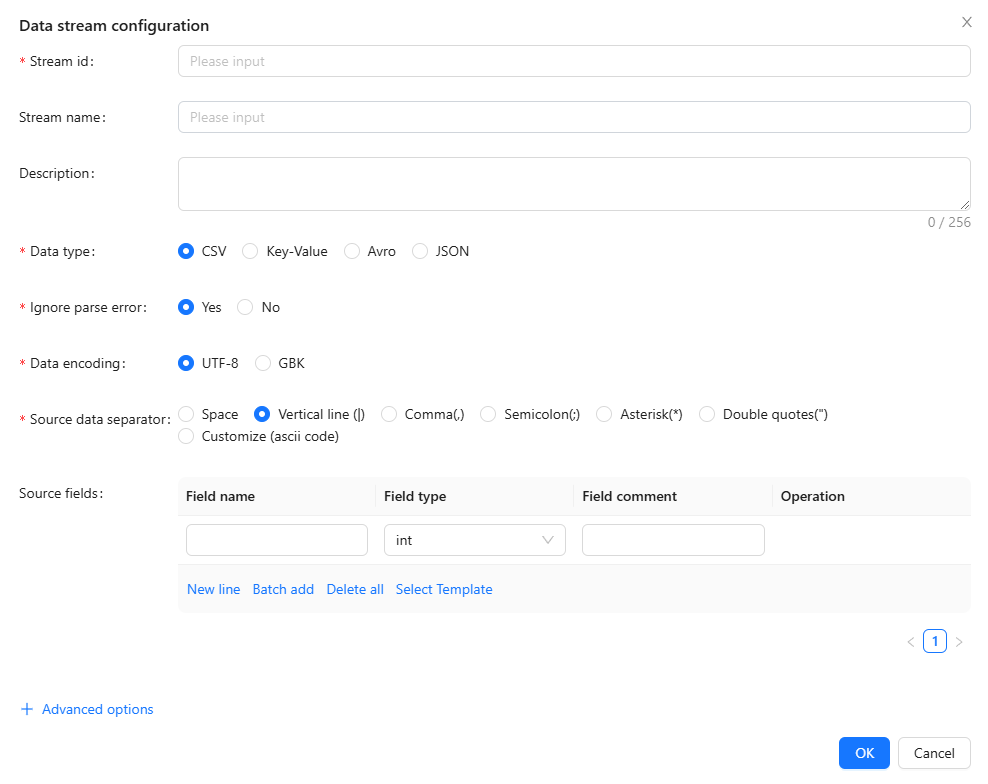 Data stream configuration
* Stream id: Please input
Stream name: Please input
Description:
0 / 256
* Data type: CSV Key-Value Avro JSON
* Ignore parse error: Yes No
* Data encoding: UTF-8 GBK
* Source data separator: Space Vertical line (|) Comma(,) Semicolon(;) Asterisk(*) Double quotes(")
Customize (ascii code)
Source fields: Field name Field type Field comment Operation
int
New line Batch add Delete all Select Template
< 1 >
+ Advanced options
OK Cancel